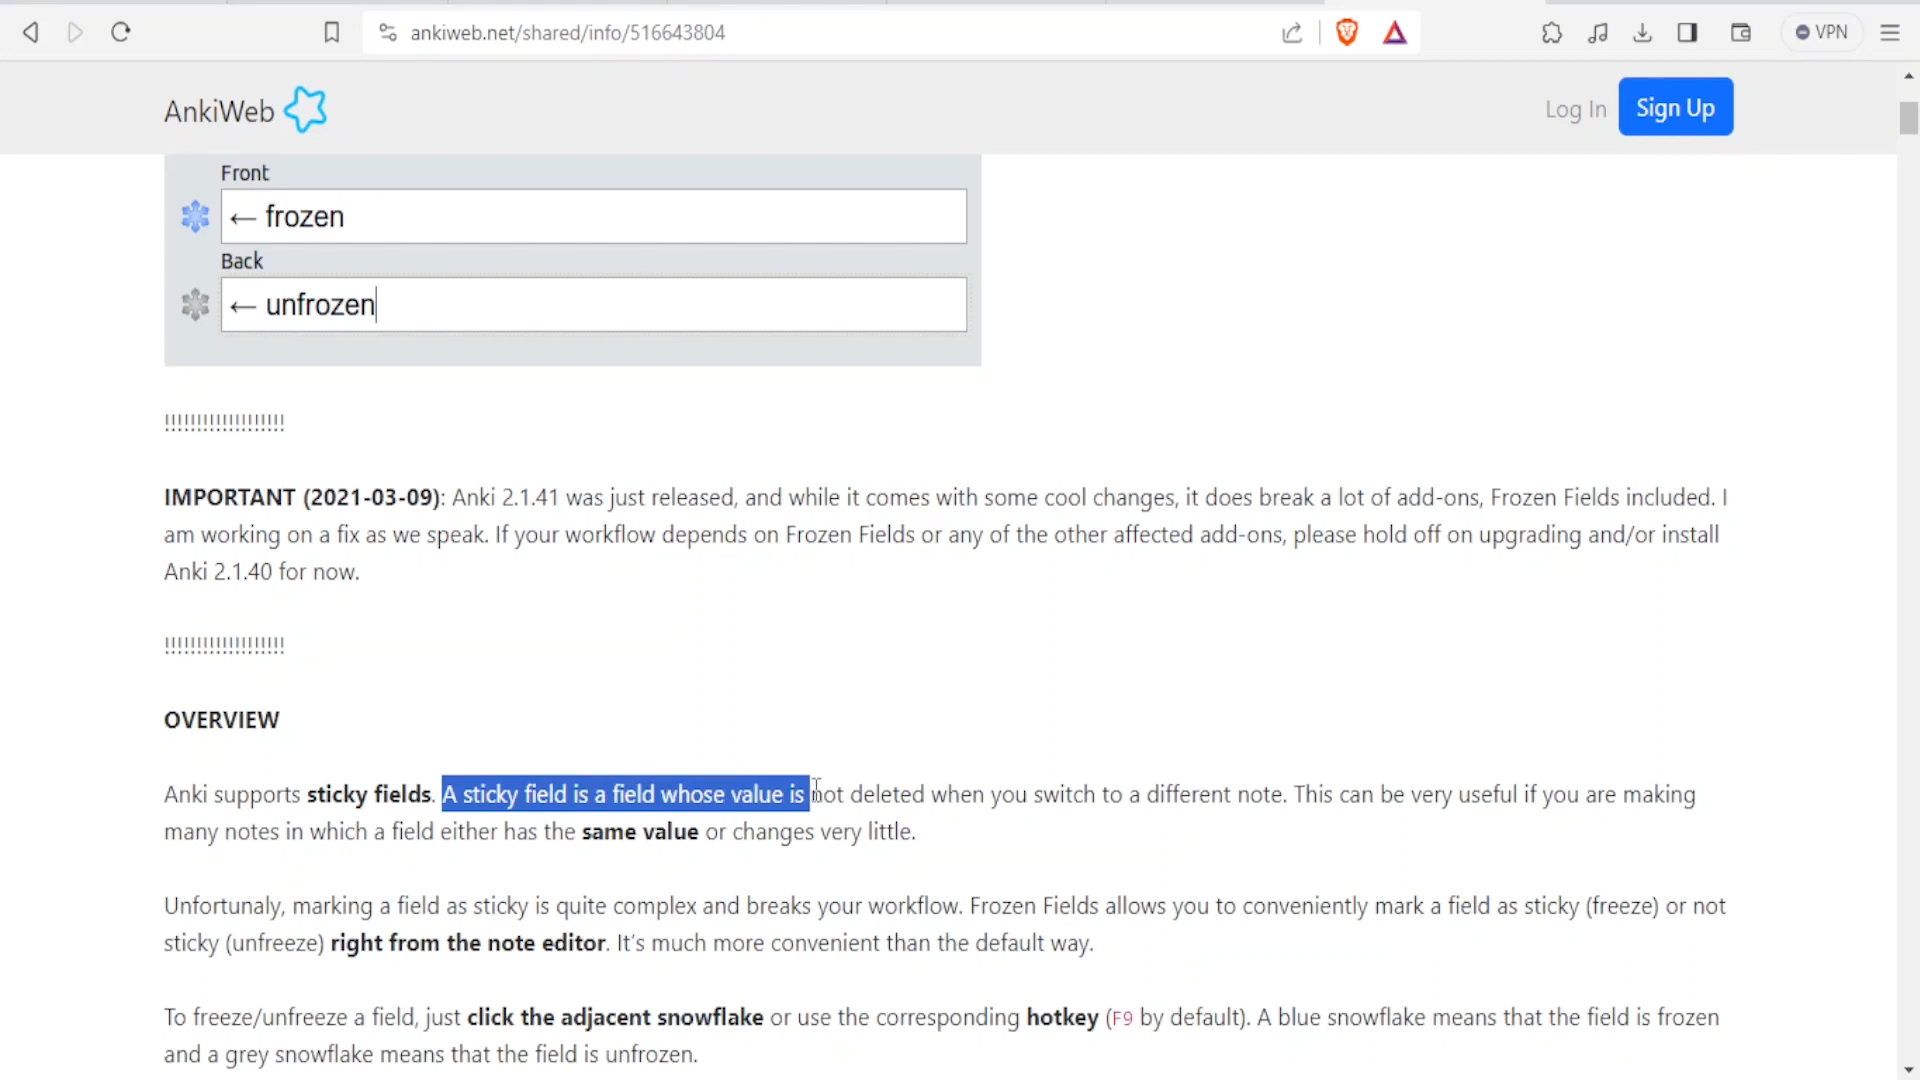 ankiweb.net/shared/info/516643804
VPN
AnkiWeb
Log In
Sign Up
Front
← frozen
Back
← unfrozen
!!!!!!!!!!!!!!!!!!!
IMPORTANT (2021-03-09): Anki 2.1.41 was just released, and while it comes with some cool changes, it does break a lot of add-ons, Frozen Fields included. I
am working on a fix as we speak. If your workflow depends on Frozen Fields or any of the other affected add-ons, please hold off on upgrading and/or install
Anki 2.1.40 for now.
!!!!!!!!!!!!!!!!!!!
OVERVIEW
Anki supports sticky fields. A sticky field is a field whose value is not deleted when you switch to a different note. This can be very useful if you are making
many notes in which a field either has the same value or changes very little.
Unfortunaly, marking a field as sticky is quite complex and breaks your workflow. Frozen Fields allows you to conveniently mark a field as sticky (freeze) or not
sticky (unfreeze) right from the note editor. It's much more convenient than the default way.
To freeze/unfreeze a field, just click the adjacent snowflake or use the corresponding hotkey (F9 by default). A blue snowflake means that the field is frozen
and a grey snowflake means that the field is unfrozen.